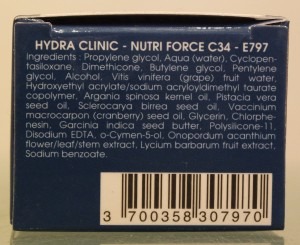 HYDRA CLINIC - NUTRI FORCE C34 - E797
Ingredients : Propylene glycol, Aqua (water), Cyclopen-
tasiloxane, Dimethicone, Butylene glycol, Pentylene
glycol, Alcohol, Vitis vinifera (grape) fruit water,
Hydroxyethyl acrylate/sodium acryloyldimethyl taurate
copolymer, Argania spinosa kernel oil, Pistacia vera
seed oil, Sclerocarya birrea seed oil, Vaccinium
macrocarpon (cranberry) seed oil, Glycerin, Chlorphe-
nesin, Garcinia indica seed butter, Polysilicone-11,
Disodium EDTA, o-Cymen-5-ol, Onopordum acanthium
flower/leaf/stem extract, Lycium barbarum fruit extract,
Sodium benzoate.
3 700358 307970